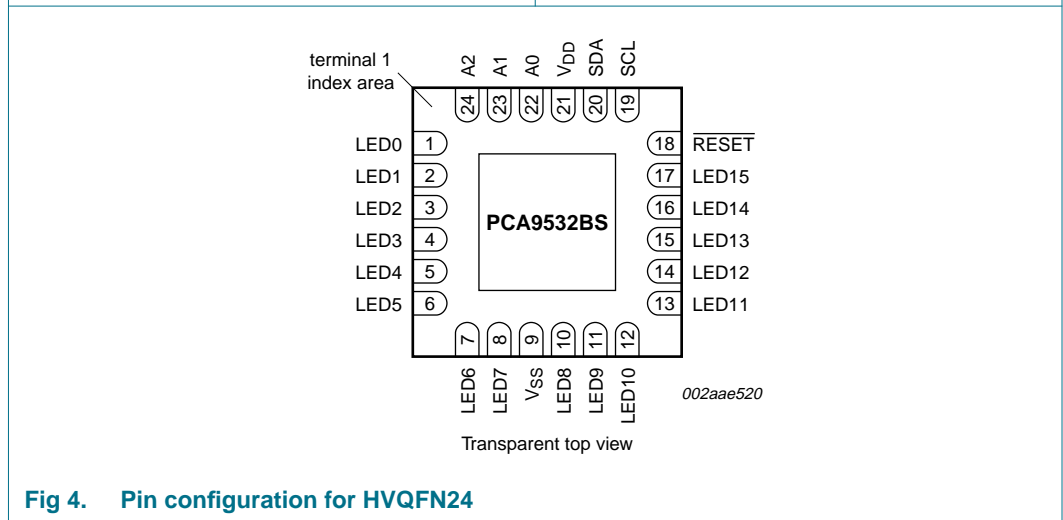 terminal 1
index area
A2
A1
A0
VDD
SDA
SCL
24
23
22
21
20
19
LED0 1
LED1 2
LED2 3
LED3 4
LED4 5
LED5 6
PCA9532BS
18 RESET
17 LED15
16 LED14
15 LED13
14 LED12
13 LED11
7
8
9
10
11
12
LED6
LED7
VSS
LED8
LED9
LED10
002aae520
Transparent top view
Fig 4. Pin configuration for HVQFN24